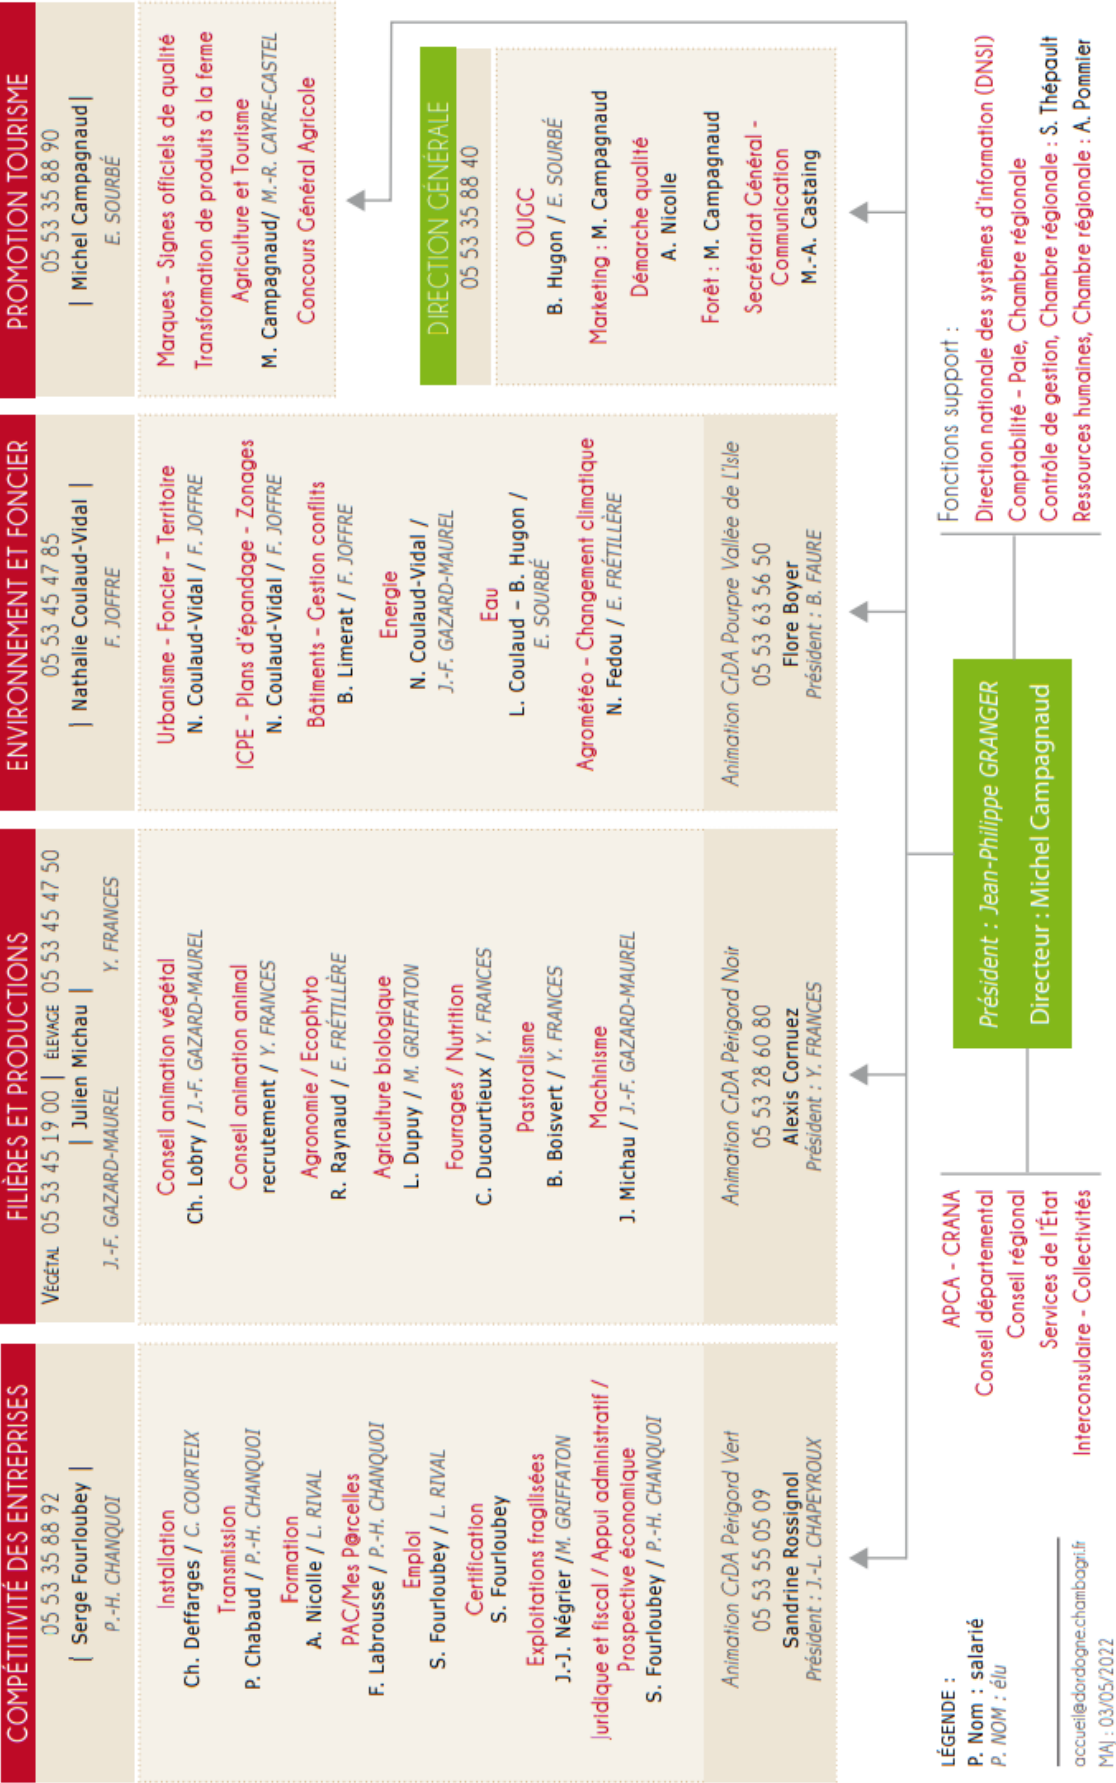 COMPÉTITIVITÉ DES ENTREPRISES
05 53 35 88 92
| Serge Fourloubey |
P.-H. CHANQUOI
Installation
Ch. Deffarges / C. COURTEIX
Transmission
P. Chabaud / P.-H. CHANQUOI
Formation
A. Nicolle / L. RIVAL
PAC/Mes P@rcelles
F. Labrousse / P.-H. CHANQUOI
Emploi
S. Fourloubey / L. RIVAL
Certification
S. Fourloubey
Exploitations fragilisées
J.-J. Négrier /M. GRIFFATON
Juridique et fiscal / Appui administratif /
Prospective économique
S. Fourloubey / P.-H. CHANQUOI
Animation CrDA Périgord Vert
05 53 55 05 09
Sandrine Rossignol
Président : J.-L. CHAPEYROUX
FILIÈRES ET PRODUCTIONS
VÉGÉTAL 05 53 45 19 00 | ÉLEVAGE 05 53 45 47 50
| Julien Michau |
J.-F. GAZARD-MAUREL Y. FRANCES
Conseil animation végétal
Ch. Lobry / J.-F. GAZARD-MAUREL
Conseil animation animal
recrutement / Y. FRANCES
Agronomie / Ecophyto
R. Raynaud / E. FRÉTILLÈRE
Agriculture biologique
L. Dupuy / M. GRIFFATON
Fourrages / Nutrition
C. Ducourtieux / Y. FRANCES
Pastoralisme
B. Boisvert / Y. FRANCES
Machinisme
J. Michau / J.-F. GAZARD-MAUREL
Animation CrDA Périgord Noir
05 53 28 60 80
Alexis Cornuez
Président : Y. FRANCES
ENVIRONNEMENT ET FONCIER
05 53 45 47 85
| Nathalie Coulaud-Vidal |
F. JOFFRE
Urbanisme - Foncier – Territoire
N. Coulaud-Vidal / F. JOFFRE
ICPE - Plans d'épandage - Zonages
N. Coulaud-Vidal / F. JOFFRE
Bâtiments – Gestion conflits
B. Limerat / F. JOFFRE
Energie
N. Coulaud-Vidal /
J.-F. GAZARD-MAUREL
Eau
L. Coulaud – B. Hugon /
E. SOURBÉ
Agrométéo – Changement climatique
N. Fedou / E. FRÉTILLÈRE
Animation CrDA Pourpre Vallée de L'Isle
05 53 63 56 50
Flore Boyer
Président : B. FAURE
PROMOTION TOURISME
05 53 35 88 90
| Michel Campagnaud|
E. SOURBÉ
Marques – Signes officiels de qualité
Transformation de produits à la ferme
Agriculture et Tourisme
M. Campagnaud/ M.-R. CAYRE-CASTEL
Concours Général Agricole
DIRECTION GÉNÉRALE
05 53 35 88 40
OUGC
B. Hugon / E. SOURBÉ
Marketing : M. Campagnaud
Démarche qualité
A. Nicolle
Forêt : M. Campagnaud
Secrétariat Général -
Communication
M.-A. Castaing
LÉGENDE :
P. Nom : salarié
P. NOM : élu
accueil@dordogne.chambagri.fr
MAJ : 03/05/2022
APCA - CRANA
Conseil départemental
Conseil régional
Services de l'État
Interconsulaire - Collectivités
Président : Jean-Philippe GRANGER
Directeur : Michel Campagnaud
Fonctions support :
Direction nationale des systèmes d'information (DNSI)
Comptabilité - Paie, Chambre régionale
Contrôle de gestion, Chambre régionale : S. Thépault
Ressources humaines, Chambre régionale : A. Pommier